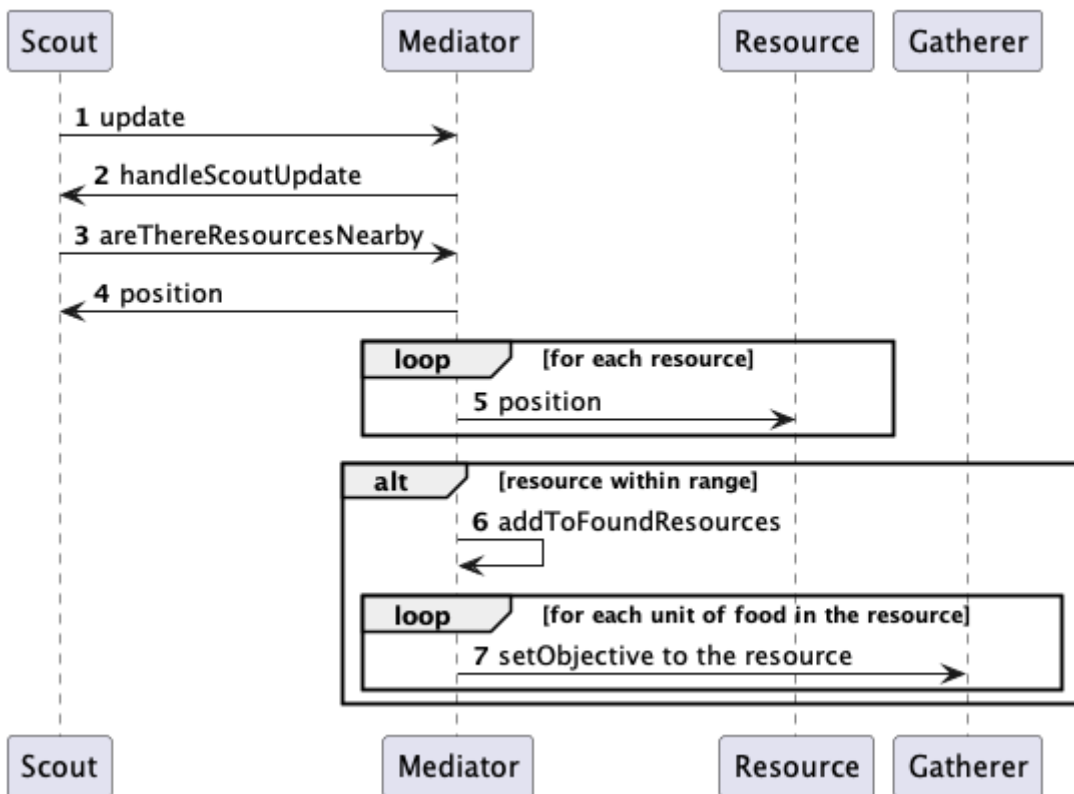 Scout Mediator Resource Gatherer
1 update
2 handleScoutUpdate
3 areThereResourcesNearby
4 position
loop [for each resource]
5 position
alt [resource within range]
6 addToFoundResources
loop [for each unit of food in the resource]
7 setObjective to the resource
Scout Mediator Resource Gatherer